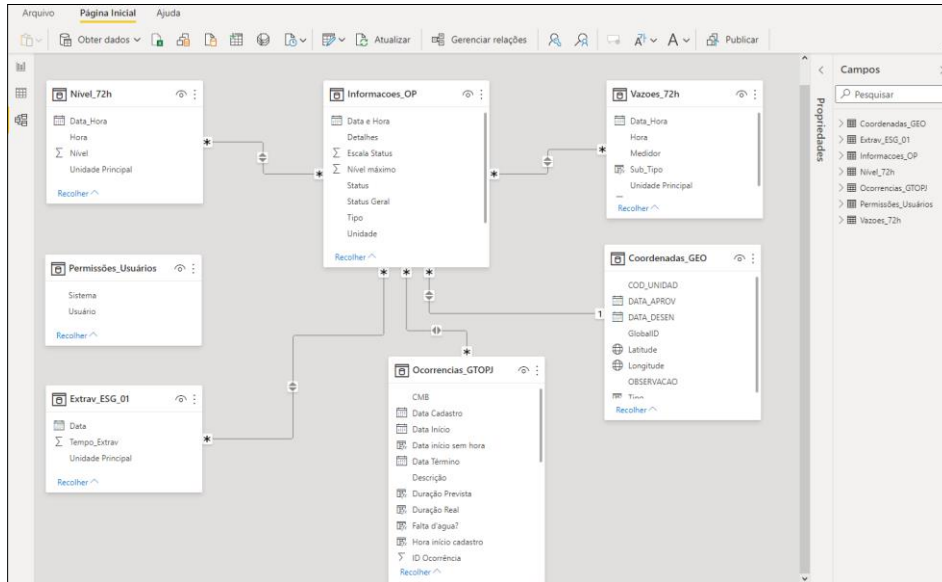 Arquivo Página Inicial Ajuda
Obter dados Atualizar Gerenciar relações Publicar
Nível_72h
Data_Hora
Hora
Nível
Unidade Principal
Recolher
Informacoes_OP
Data e Hora
Detalhes
Escala Status
Nível máximo
Status
Status Geral
Tipo
Unidade
Recolher
Vazoes_72h
Data_Hora
Hora
Medidor
Sub_Tipo
Unidade Principal
Recolher
Permissões_Usuários
Sistema
Usuário
Recolher
Coordenadas_GEO
COD_UNIDAD
DATA_APROV
DATA_DESEN
GlobalID
Latitude
Longitude
OBSERVACAO
Tipo
Recolher
1
Extrav_ESG_01
Data
Tempo_Extrav
Unidade Principal
Recolher
Ocorrencias_GTOPJ
CMB
Data Cadastro
Data Início
Data início sem hora
Data Término
Descrição
Duração Prevista
Duração Real
Falta d'agua?
Hora início cadastro
ID Ocorrência
Recolher
Propriedades
Campos
Pesquisar
Coordenadas_GEO
Extrav_ESG_01
Informacoes_OP
Nível_72h
Ocorrencias_GTOPJ
Permissões_Usuários
Vazoes_72h